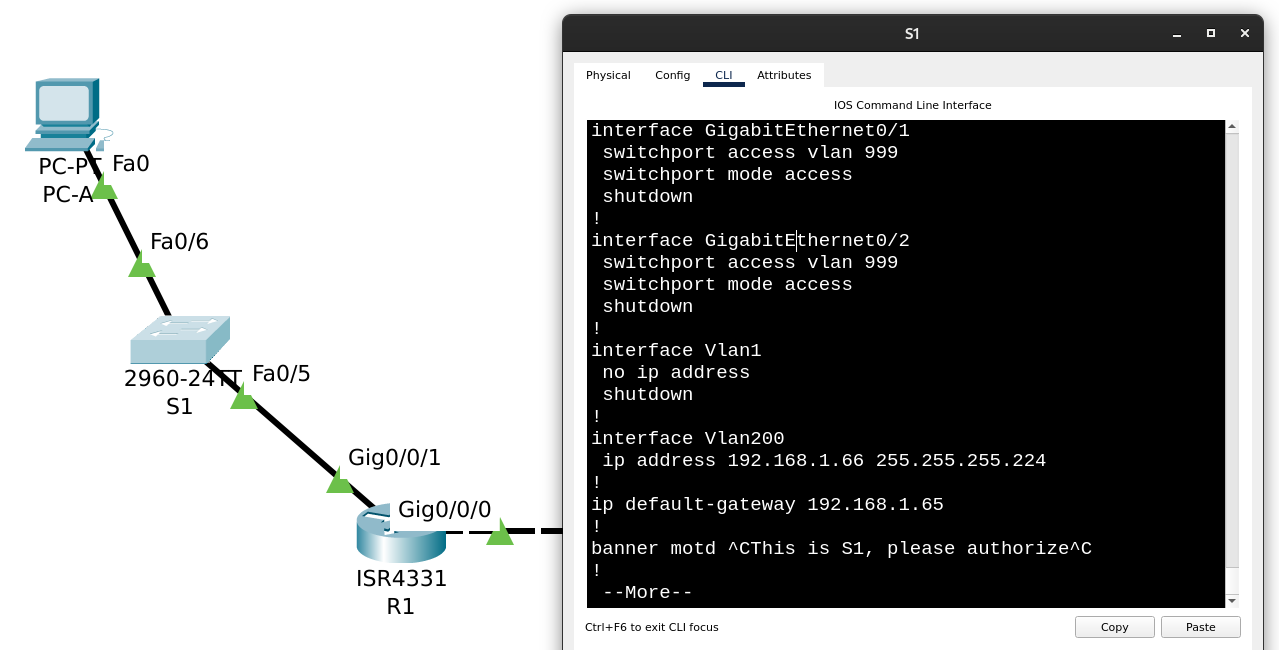 PC-PT
PC-A
Fa0
Fa0/6
2960-24TT
S1
Fa0/5
Gig0/0/1
Gig0/0/0
ISR4331
R1
S1
Physical Config CLI Attributes
IOS Command Line Interface
interface GigabitEthernet0/1
 switchport access vlan 999
 switchport mode access
 shutdown
!
interface GigabitEthernet0/2
 switchport access vlan 999
 switchport mode access
 shutdown
!
interface Vlan1
 no ip address
 shutdown
!
interface Vlan200
 ip address 192.168.1.66 255.255.255.224
!
ip default-gateway 192.168.1.65
!
banner motd ^CThis is S1, please authorize^C
!
 --More--
Ctrl+F6 to exit CLI focus
Copy Paste